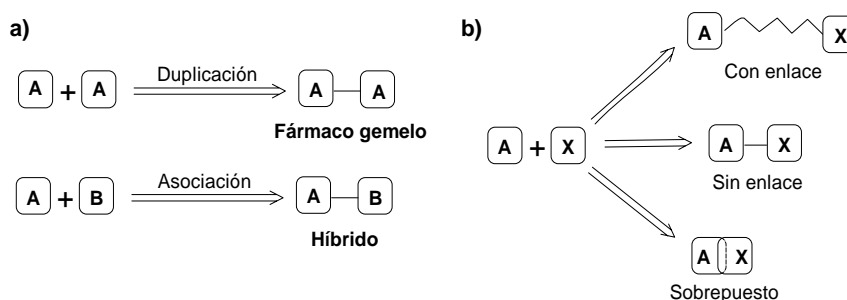 a)
Duplicación
A + A A A
Fármaco gemelo
Asociación
A + B A B
Híbrido
b)
A X
Con enlace
A + X A X
Sin enlace
A X
Sobrepuesto